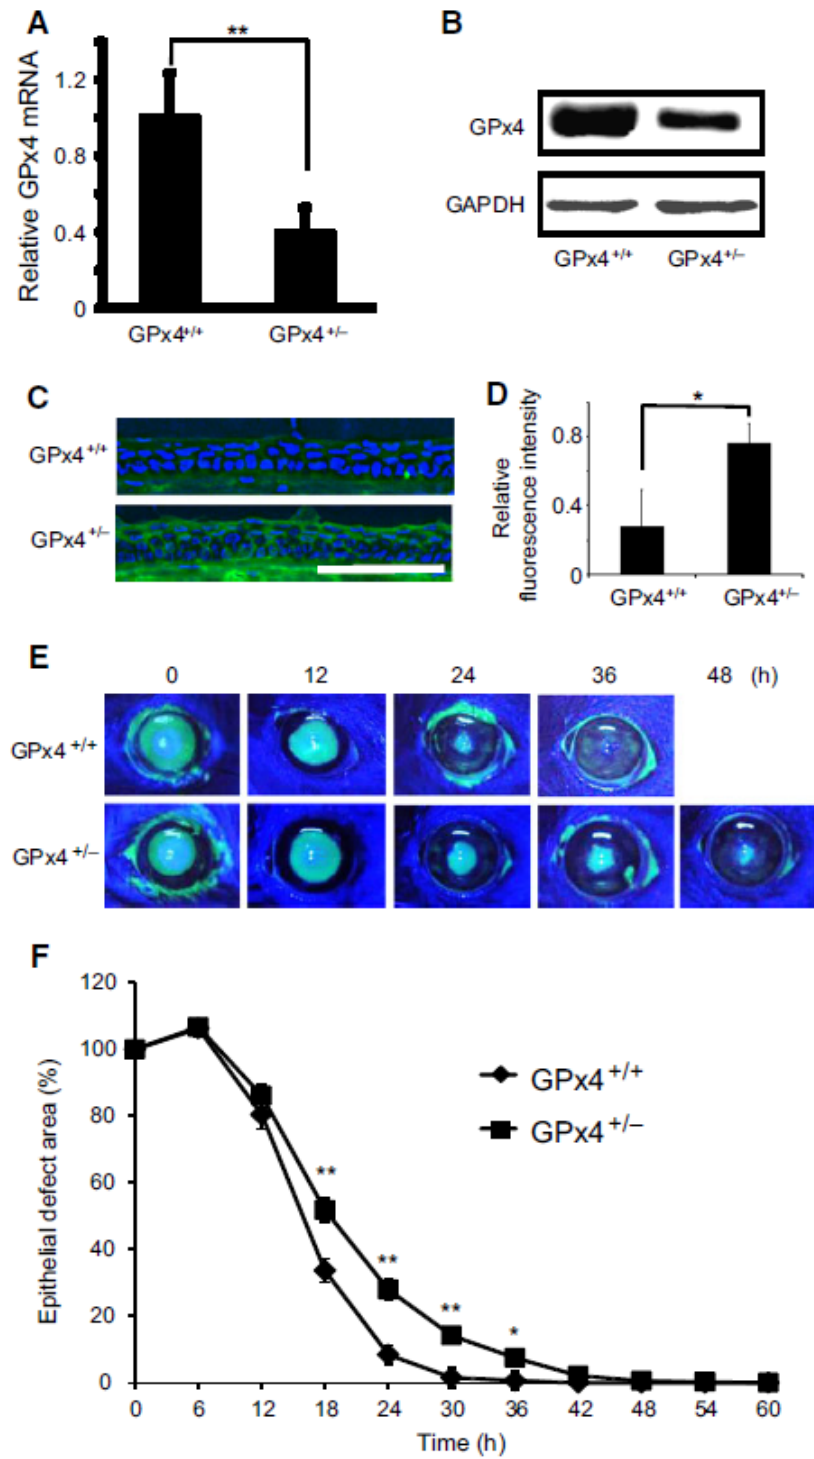 A
**
Relative GPx4 mRNA
1.2
0.8
0.4
0
GPx4+/+
GPx4+/−
B
GPx4
GAPDH
GPx4+/+
GPx4+/−
C
GPx4+/+
GPx4+/−
D
*
Relative
fluorescence intensity
0.8
0.4
0
GPx4+/+
GPx4+/−
E
0 12 24 36 48 (h)
GPx4+/+
GPx4+/−
F
Epithelial defect area (%)
120
100
80
60
40
20
0
GPx4+/+
GPx4+/−
**
**
**
*
0 6 12 18 24 30 36 42 48 54 60
Time (h)